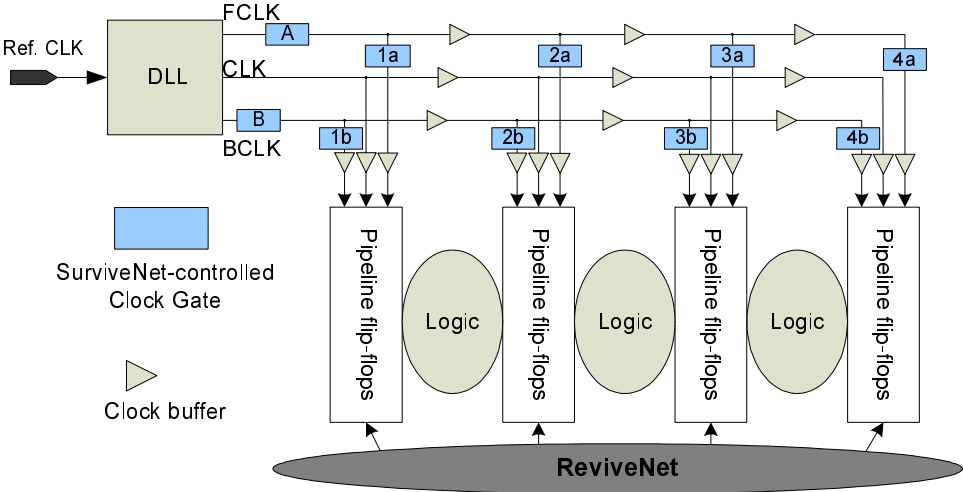 FCLK
A
Ref. CLK
1a
2a
3a
4a
DLL
CLK
B
BCLK
1b
2b
3b
4b
SurviveNet-controlled
Clock Gate
Clock buffer
Pipeline flip-flops
Logic
Pipeline flip-flops
Logic
Pipeline flip-flops
Logic
Pipeline flip-flops
ReviveNet